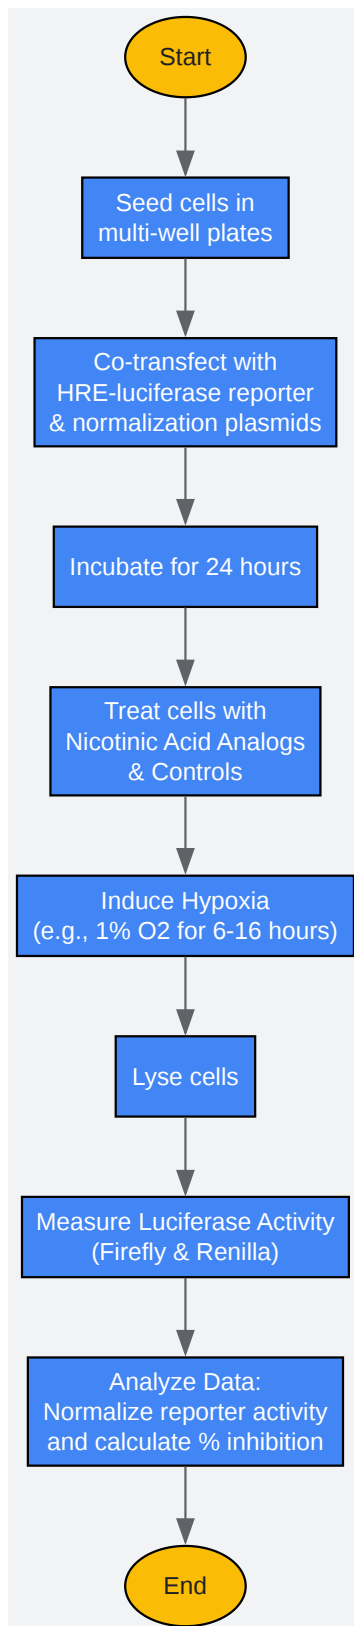 Start
Seed cells in
multi-well plates
Co-transfect with
HRE-luciferase reporter
& normalization plasmids
Incubate for 24 hours
Treat cells with
Nicotinic Acid Analogs
& Controls
Induce Hypoxia
(e.g., 1% O2 for 6-16 hours)
Lyse cells
Measure Luciferase Activity
(Firefly & Renilla)
Analyze Data:
Normalize reporter activity
and calculate % inhibition
End